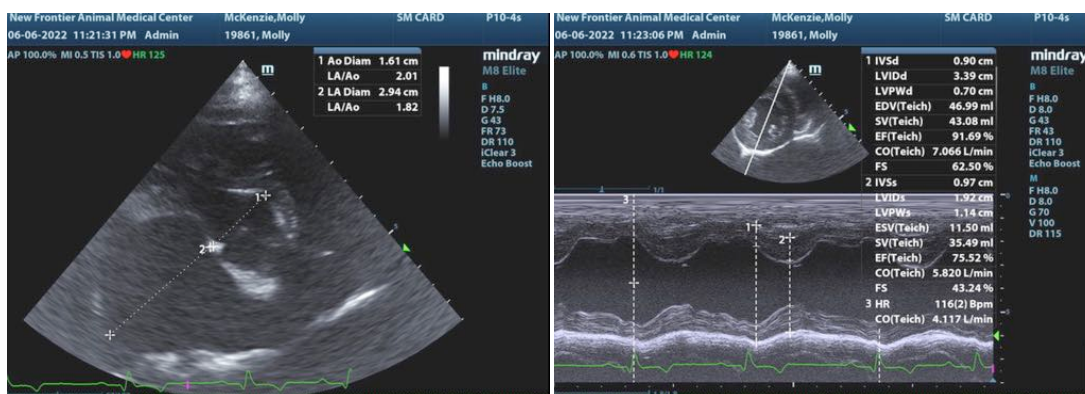 New Frontier Animal Medical Center McKenzie,Molly SM CARD P10-4s
06-06-2022 11:21:31 PM Admin 19861, Molly
AP 100.0% MI 0.5 TIS 1.0 HR 125
1 Ao Diam 1.61 cm
LA/Ao 2.01
2 LA Diam 2.94 cm
LA/Ao 1.82
mindray
M8 Elite
B
F H8.0
D 7.5
G 43
FR 73
DR 110
iClear 3
Echo Boost
m
1
2
5
New Frontier Animal Medical Center McKenzie,Molly SM CARD P10-4s
06-06-2022 11:23:06 PM Admin 19861, Molly
AP 100.0% MI 0.6 TIS 1.0 HR 124
m
1 IVSd 0.90 cm
LVIDd 3.39 cm
LVPWd 0.70 cm
EDV(Teich) 46.99 ml
SV(Teich) 43.08 ml
EF(Teich) 91.69 %
CO(Teich) 7.066 L/min
FS 62.50 %
2 IVSs 0.97 cm
LVIDs 1.92 cm
LVPWs 1.14 cm
ESV(Teich) 11.50 ml
SV(Teich) 35.49 ml
EF(Teich) 75.52 %
CO(Teich) 5.820 L/min
FS 43.24 %
3 HR 116(2) Bpm
CO(Teich) 4.117 L/min
mindray
M8 Elite
B
F H8.0
D 8.0
G 43
FR 43
DR 110
iClear 3
Echo Boost
M
F H8.0
D 8.0
G 70
V 100
DR 115
1/1
3
1
2